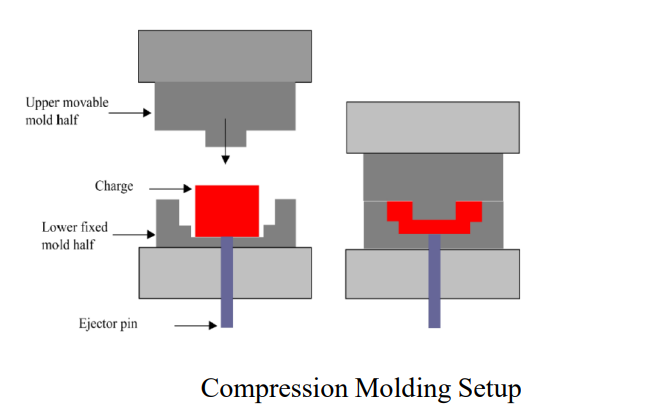 Upper movable
mold half
Charge
Lower fixed
mold half
Ejector pin
Compression Molding Setup